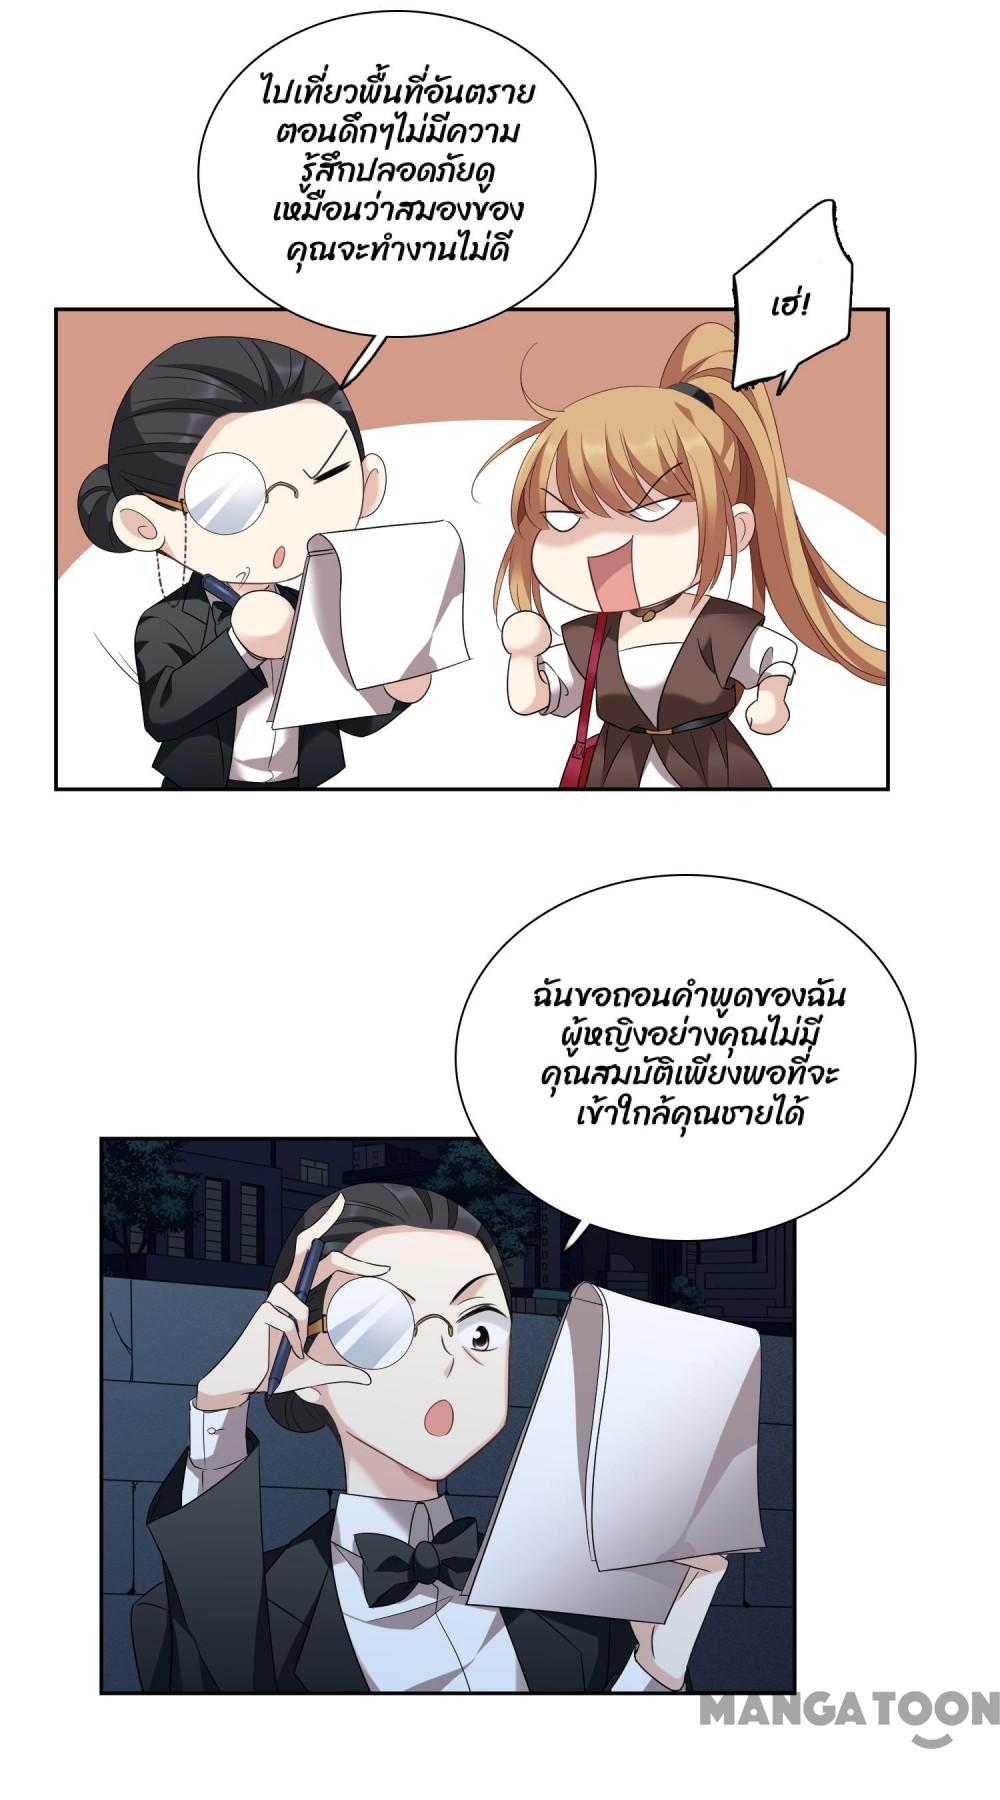 ไปเที่ยวพื้นที่อันตราย
ตอนดึกๆไม่มีความ
รู้สึกปลอดภัยดู
เหมือนว่าสมองของ
คุณจะทำงานไม่ดี
เฮ่!
ฉันขอถอนคำพูดของฉัน
ผู้หญิงอย่างคุณไม่มี
คุณสมบัติเพียงพอที่จะ
เข้าใกล้คุณชายได้
MANGATOON